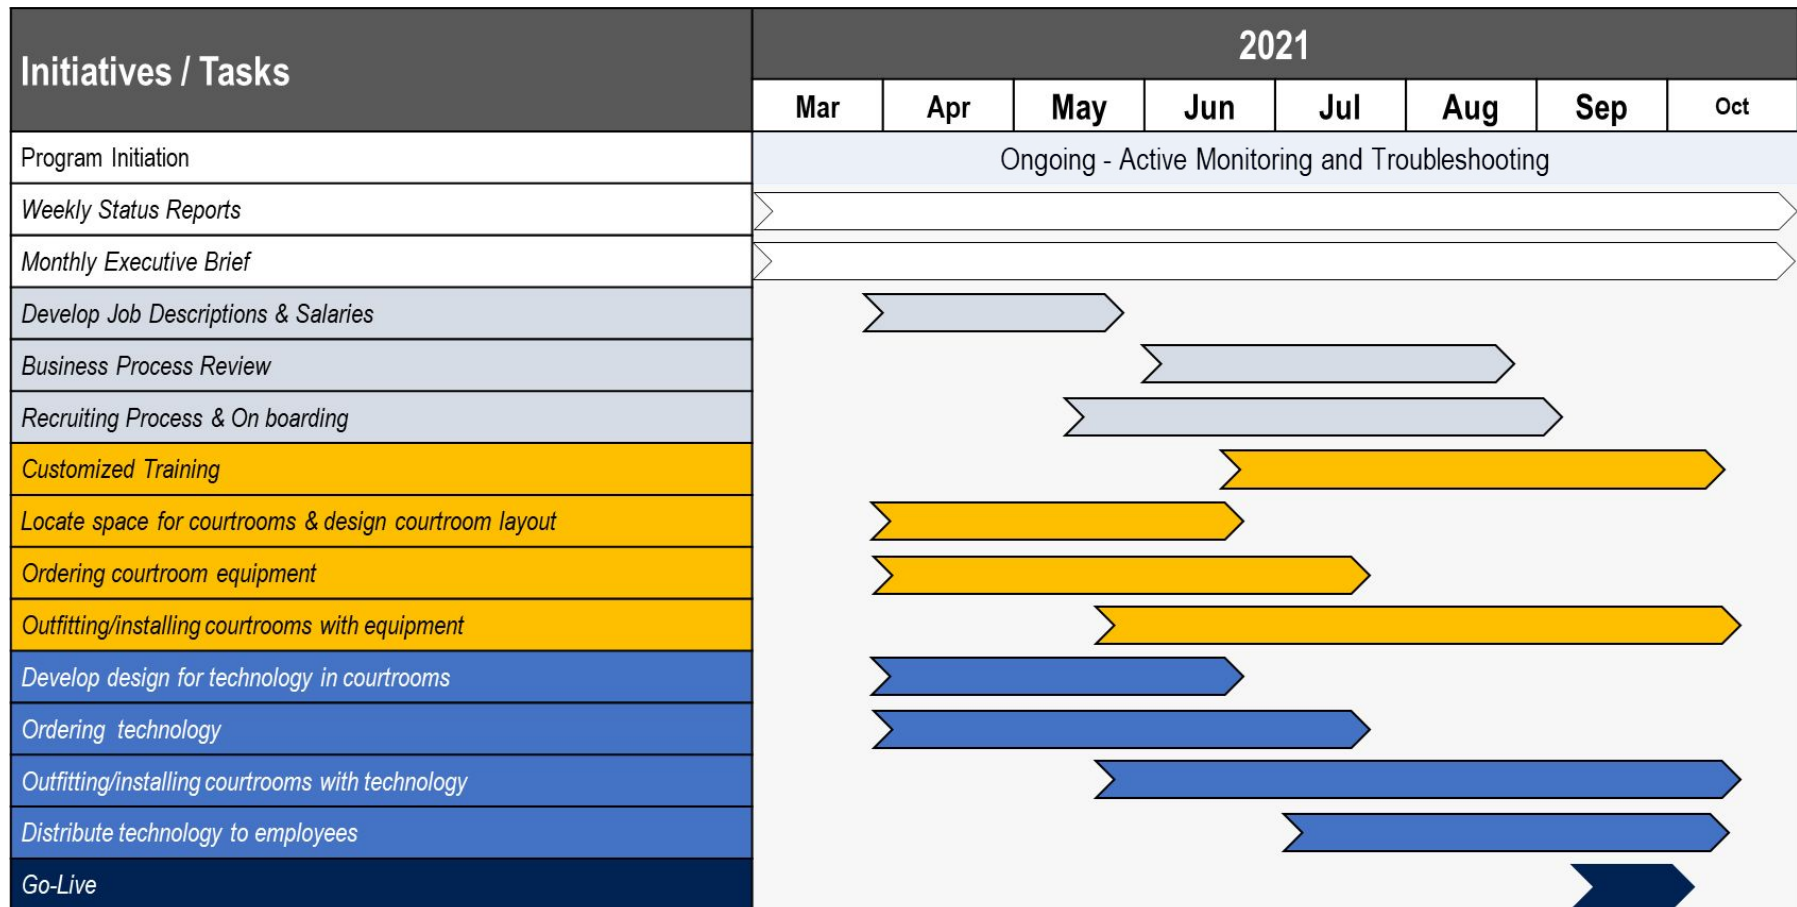 Initiatives / Tasks
2021
Mar Apr May Jun Jul Aug Sep Oct
Program Initiation
Ongoing - Active Monitoring and Troubleshooting
Weekly Status Reports
Monthly Executive Brief
Develop Job Descriptions & Salaries
Business Process Review
Recruiting Process & On boarding
Customized Training
Locate space for courtrooms & design courtroom layout
Ordering courtroom equipment
Outfitting/installing courtrooms with equipment
Develop design for technology in courtrooms
Ordering technology
Outfitting/installing courtrooms with technology
Distribute technology to employees
Go-Live